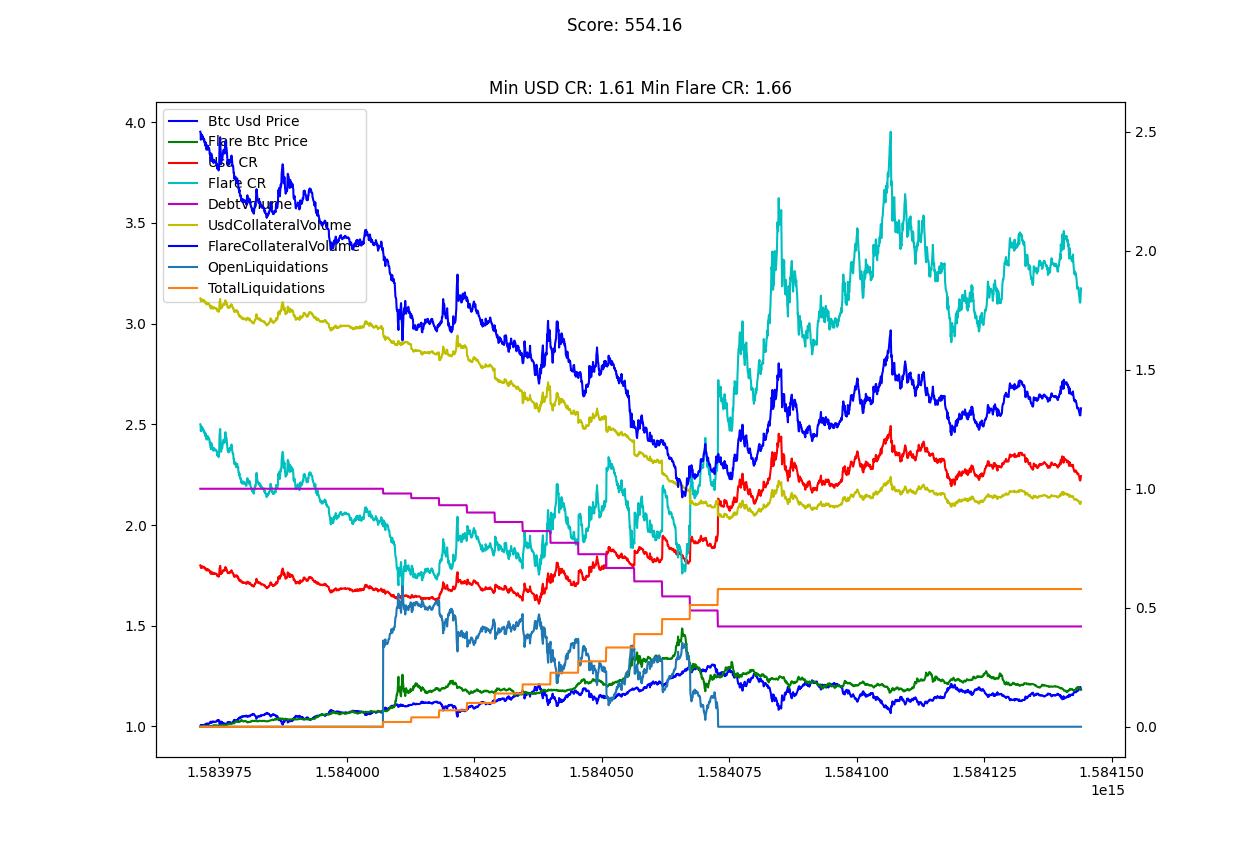 Score: 554.16
Min USD CR: 1.61 Min Flare CR: 1.66
Btc Usd Price
Flare Btc Price
Usd CR
Flare CR
DebtVolume
UsdCollateralVolume
FlareCollateralVolume
OpenLiquidations
TotalLiquidations
4.0
3.5
3.0
2.5
2.0
1.5
1.0
2.5
2.0
1.5
1.0
0.5
0.0
1.583975 1.584000 1.584025 1.584050 1.584075 1.584100 1.584125 1.584150
1e15